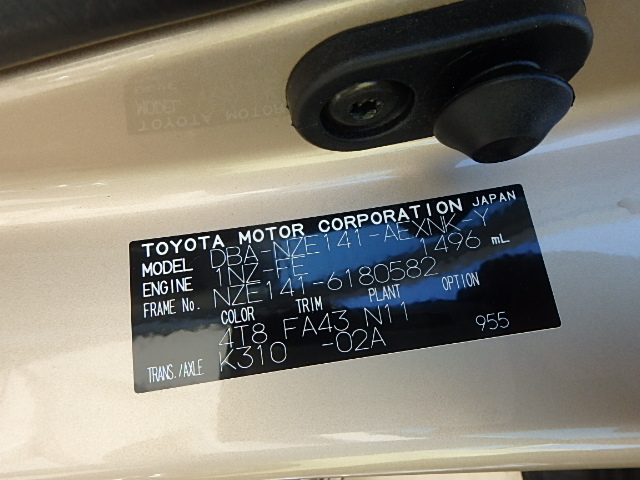 TOYOTA MOTOR CORPORATION JAPAN
MODEL DBA-NZE141-AEXNK-Y
ENGINE 1NZ-FE 1496 mL
FRAME No. NZE141-6180582
COLOR TRIM PLANT OPTION
4T8 FA43 N11
955
TRANS./AXLE K310 -02A